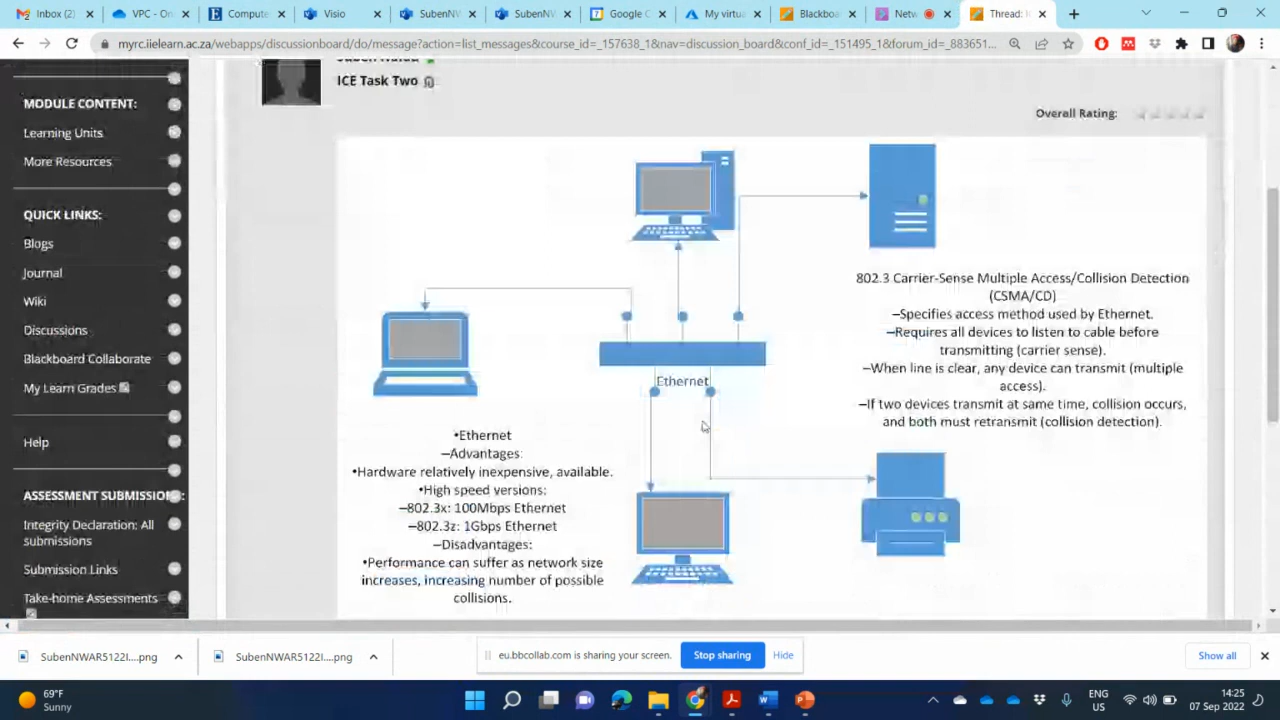 Inbox (
VPC - On
Compute
Visio
SubenNV
SubenNV
Google C
My virtua
Blackboa
Netw
Thread: I
myrc.iielearn.ac.za/webapps/discussionboard/do/message?action=list_messages&course_id=_157638_1&nav=discussion_board&conf_id=_151495_1&forum_id=_883651...
MODULE CONTENT:
Learning Units
More Resources
QUICK LINKS:
Blogs
Journal
Wiki
Discussions
Blackboard Collaborate
My Learn Grades
Help
ASSESSMENT SUBMISSION:
Integrity Declaration: All
submissions
Submission Links
Take-home Assessments
ICE Task Two
Overall Rating:
802.3 Carrier-Sense Multiple Access/Collision Detection
(CSMA/CD)
–Specifies access method used by Ethernet.
–Requires all devices to listen to cable before
transmitting (carrier sense).
–When line is clear, any device can transmit (multiple
access).
–If two devices transmit at same time, collision occurs,
and both must retransmit (collision detection).
Ethernet
•Ethernet
–Advantages:
•Hardware relatively inexpensive, available.
•High speed versions:
–802.3x: 100Mbps Ethernet
–802.3z: 1Gbps Ethernet
–Disadvantages:
•Performance can suffer as network size
increases, increasing number of possible
collisions.
SubenNWAR5122I....png
SubenNWAR5122I....png
eu.bbcollab.com is sharing your screen.
Stop sharing
Hide
Show all
69°F
Sunny
ENG
US
14:25
07 Sep 2022